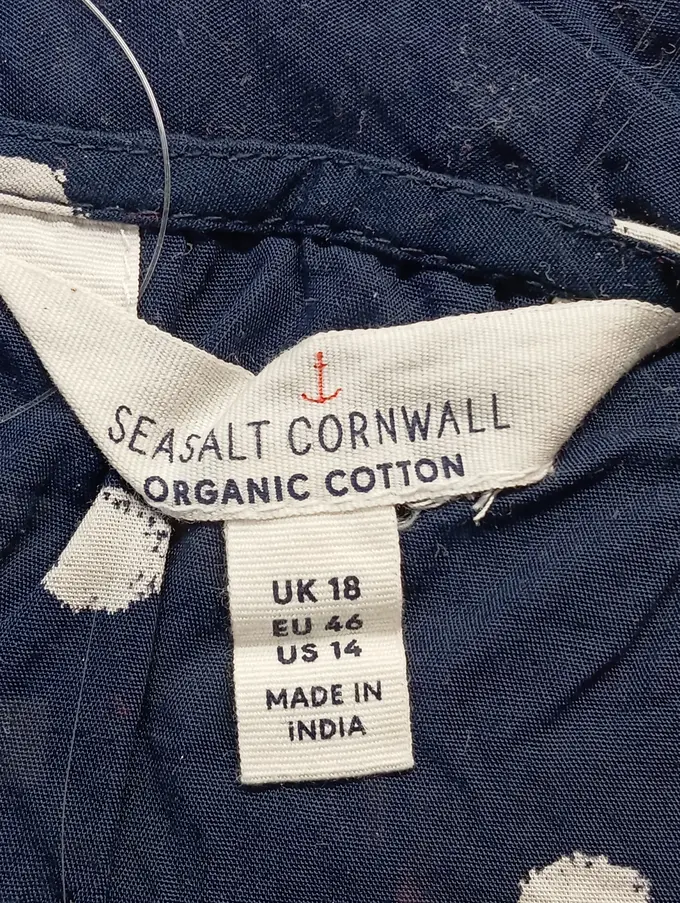 SEASALT CORNWALL
ORGANIC COTTON
UK 18
EU 46
US 14
MADE IN
iNDIA